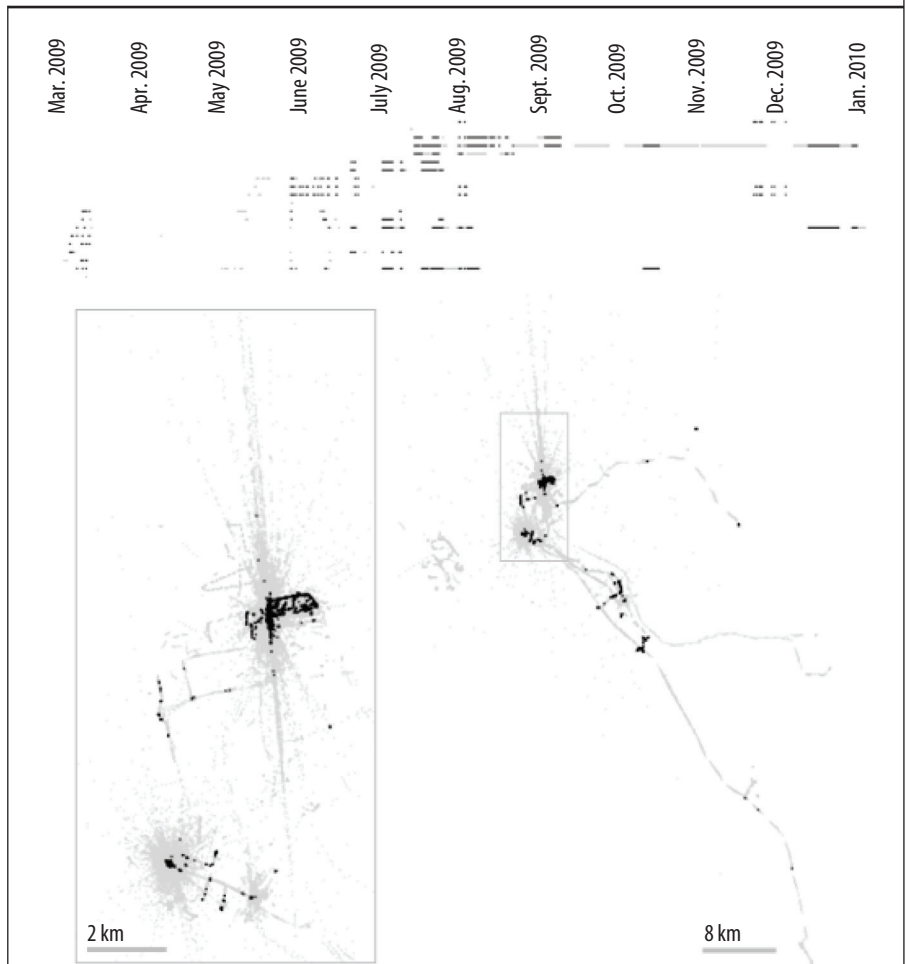 Mar. 2009
Apr. 2009
May 2009
June 2009
July 2009
Aug. 2009
Sept. 2009
Oct. 2009
Nov. 2009
Dec. 2009
Jan. 2010
2 km
8 km